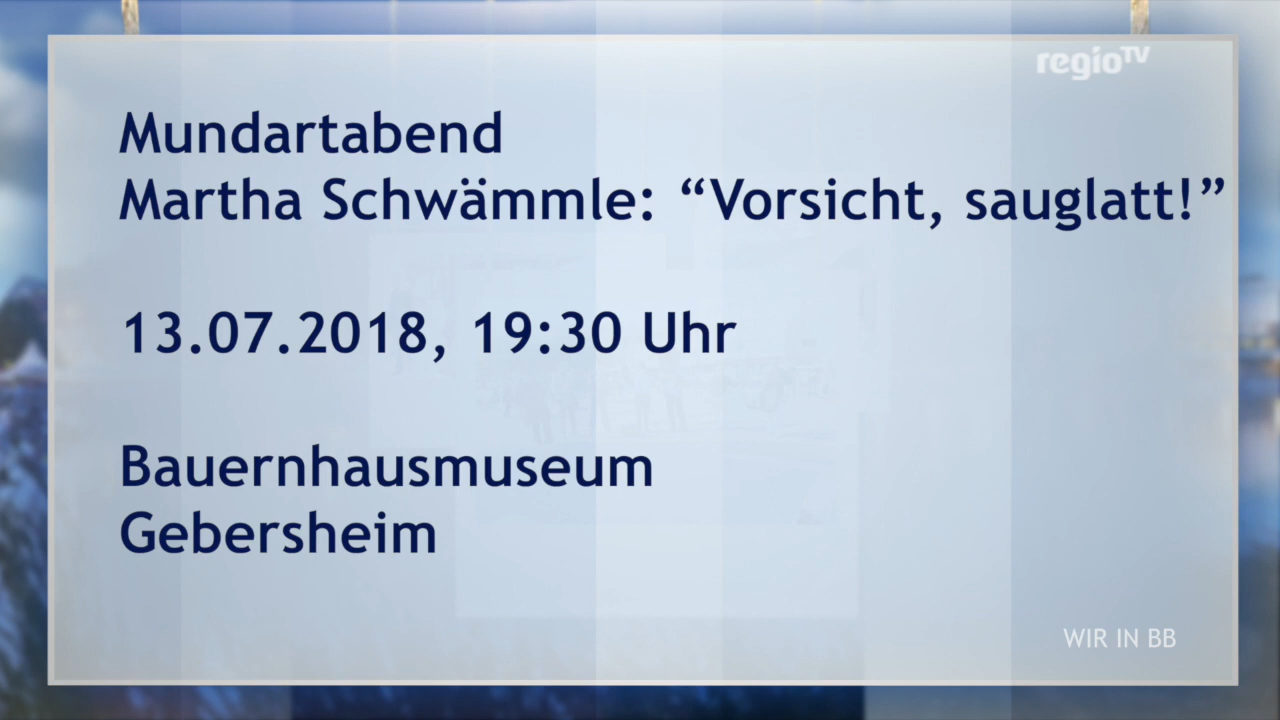 regioTV
Mundartabend
Martha Schwämmle: “Vorsicht, sauglatt!”
13.07.2018, 19:30 Uhr
Bauernhausmuseum
Gebersheim
WIR IN BB